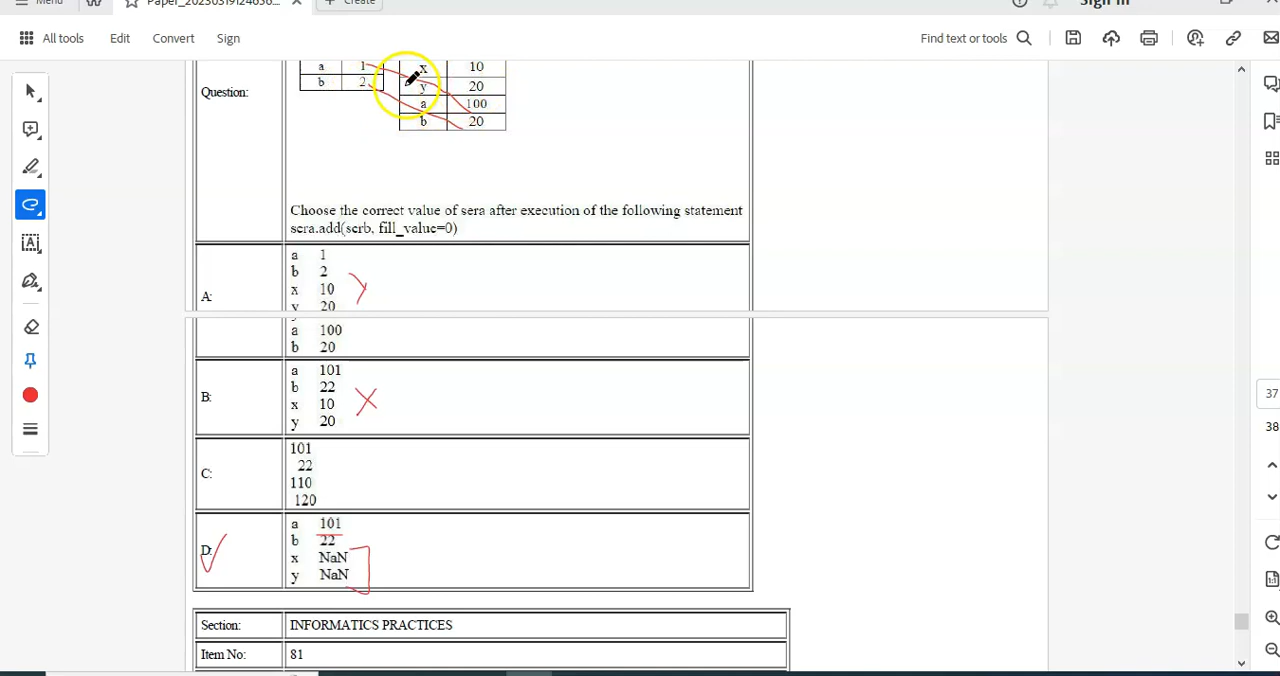 Menu
Paper_20230319124636....
Create
Sign in
All tools
Edit
Convert
Sign
Find text or tools
a 1
b 2
x 10
y 20
a 100
b 20
Question:
Choose the correct value of sera after execution of the following statement
sera.add(serb, fill_value=0)
A:
a 1
b 2
x 10
y 20
a 100
b 20
B:
a 101
b 22
x 10
y 20
C:
101
22
110
120
D:
a 101
b 22
x NaN
y NaN
Section: INFORMATICS PRACTICES
Item No: 81
37
38